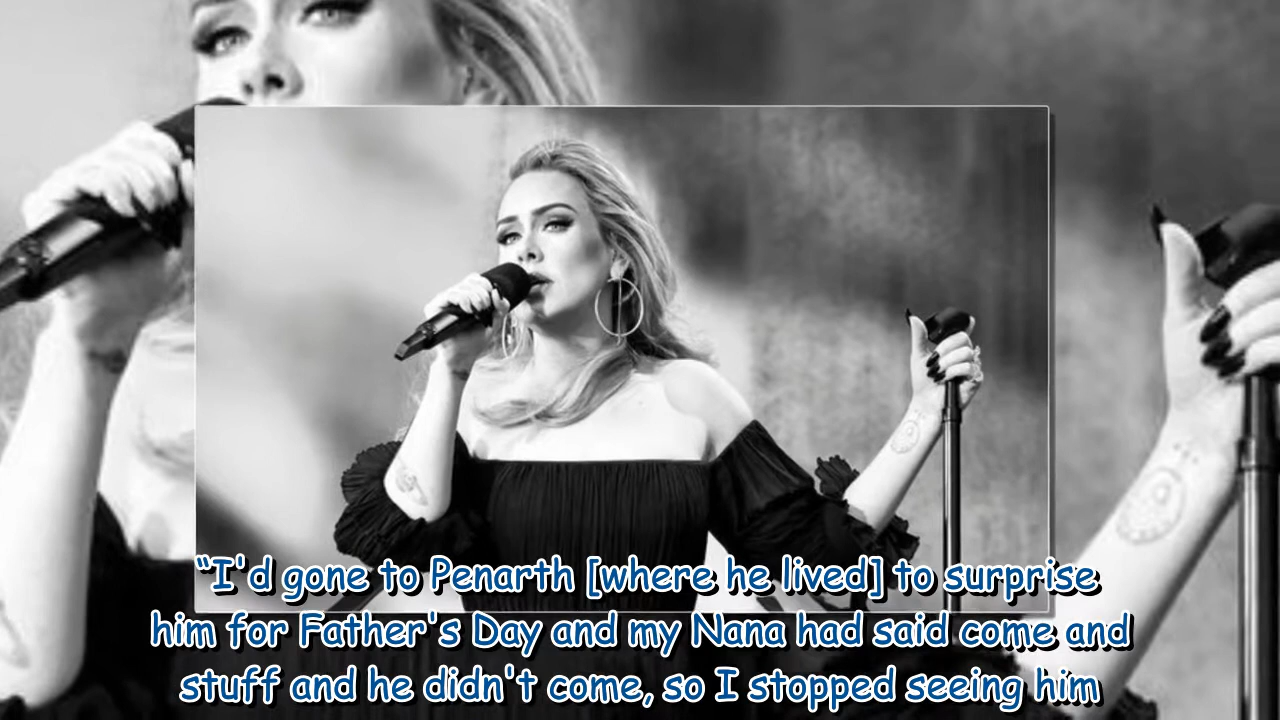 “I'd gone to Penarth [where he lived] to surprise
him for Father's Day and my Nana had said come and
stuff and he didn't come, so I stopped seeing him